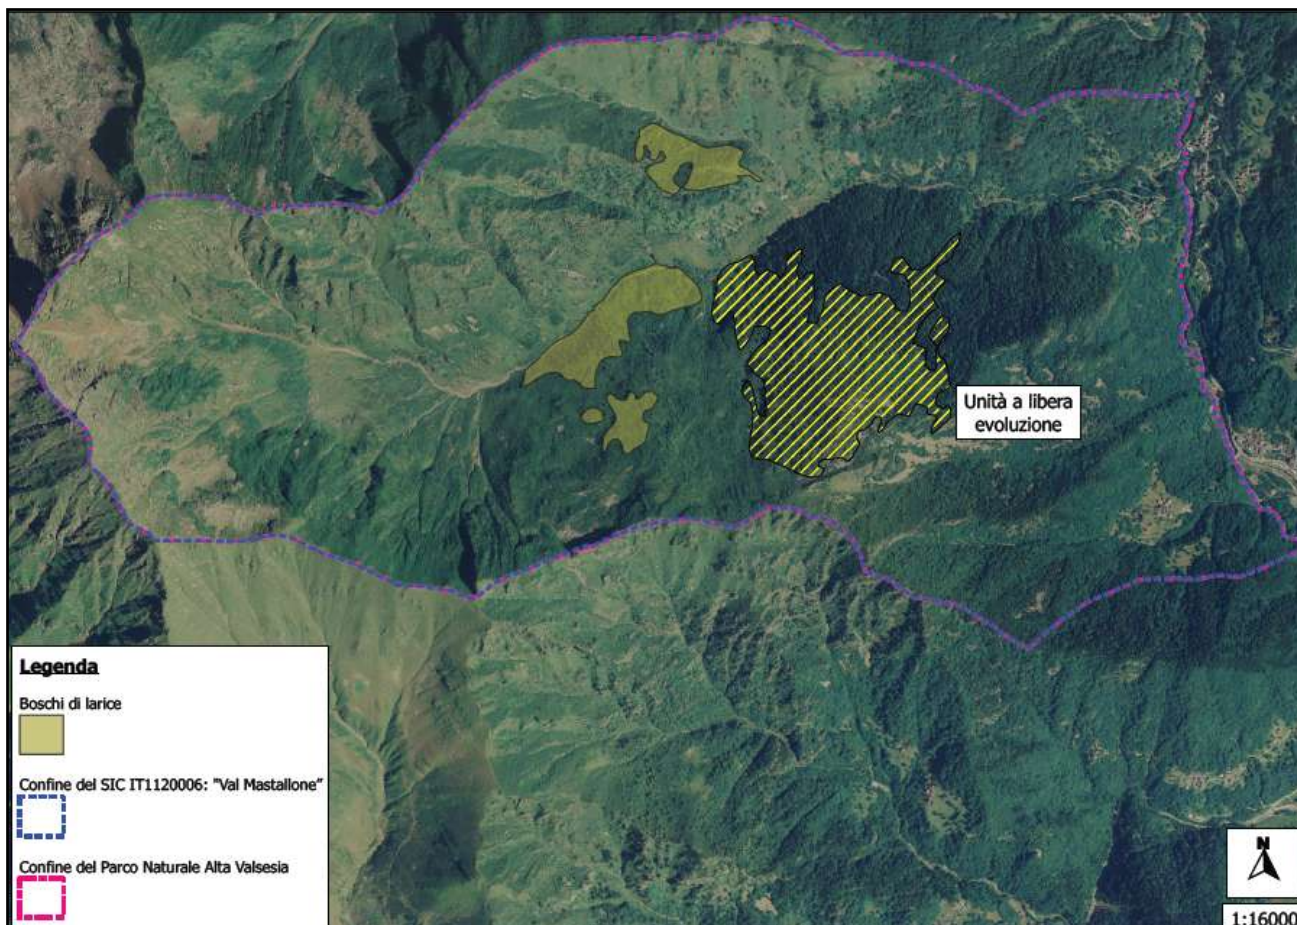 Unità a libera
evoluzione
Legenda
Boschi di larice
Confine del SIC IT1120006: "Val Mastallone"
Confine del Parco Naturale Alta Valsesia
N
1:16000